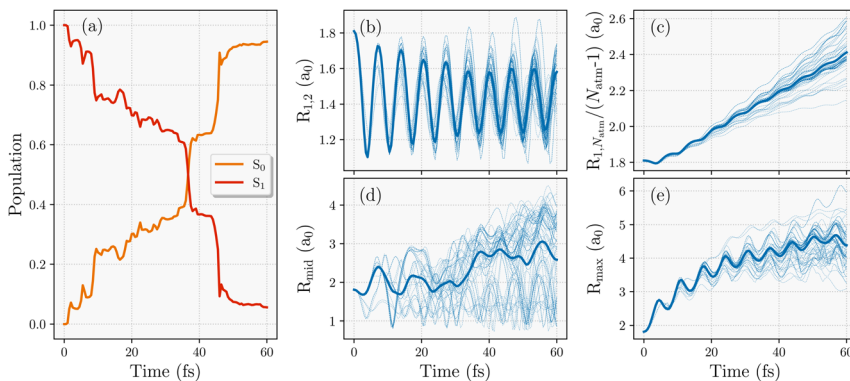 (a)
Population
1.0
0.8
0.6
0.4
0.2
0.0
S₀
S₁
0 20 40 60
Time (fs)
(b)
R₁,₂ (a₀)
1.8
1.6
1.4
1.2
(c)
R₁,Nₐₜₘ/(Nₐₜₘ-1) (a₀)
2.6
2.4
2.2
2.0
1.8
(d)
Rmid (a₀)
4
3
2
1
0 20 40 60
Time (fs)
(e)
Rmax (a₀)
6
5
4
3
2
0 20 40 60
Time (fs)